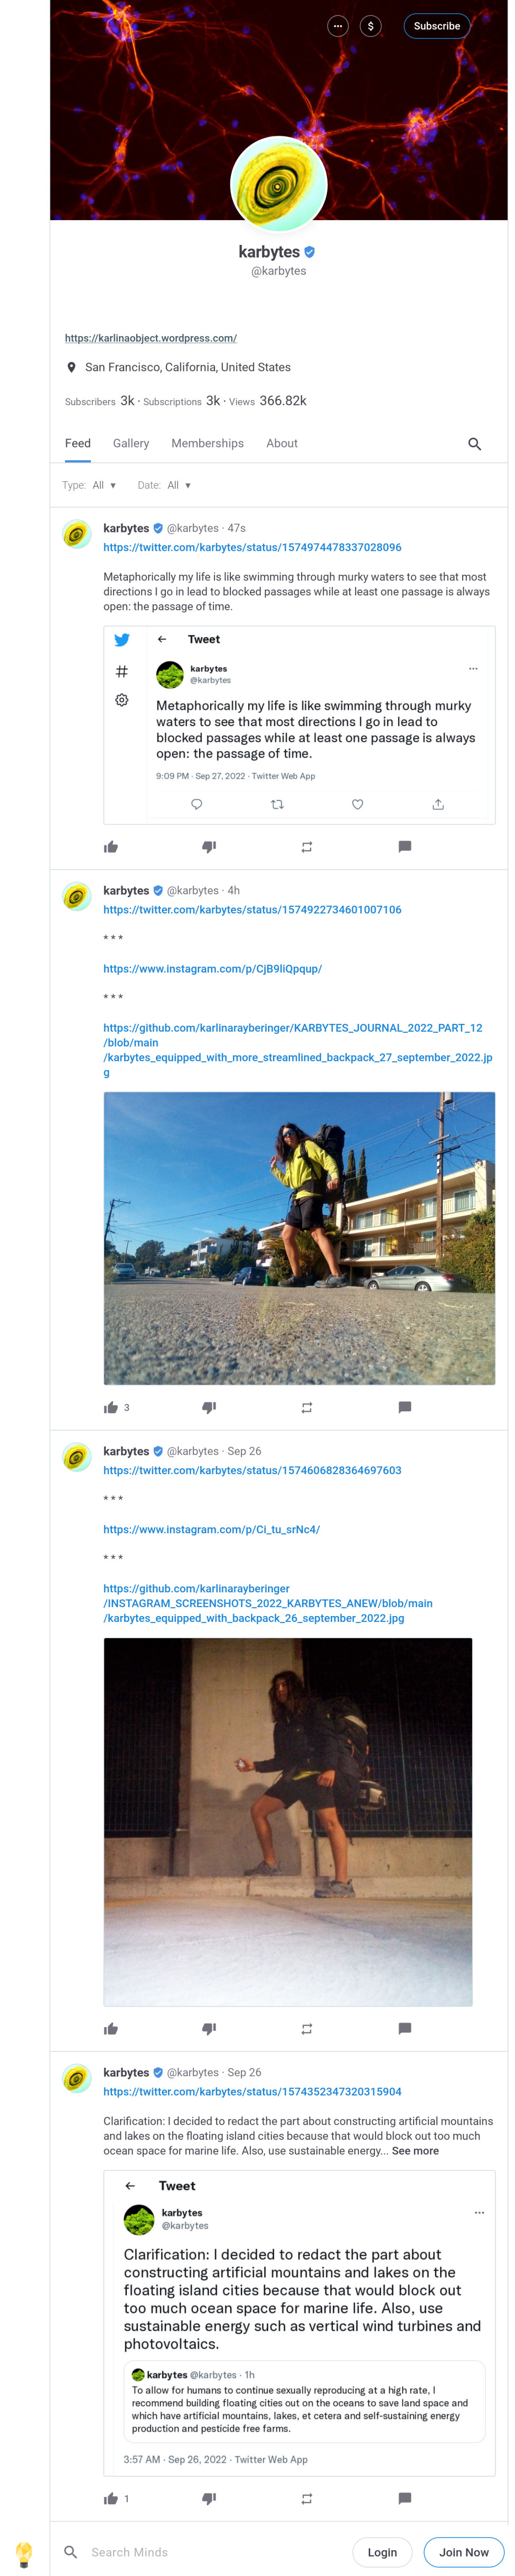 $
Subscribe
karbytes
@karbytes
https://karlinaobject.wordpress.com/
San Francisco, California, United States
Subscribers 3k · Subscriptions 3k · Views 366.82k
Feed Gallery Memberships About
Type: All ▾ Date: All ▾
karbytes @karbytes · 47s
https://twitter.com/karbytes/status/1574974478337028096
Metaphorically my life is like swimming through murky waters to see that most
directions I go in lead to blocked passages while at least one passage is always
open: the passage of time.
← Tweet
karbytes
@karbytes
Metaphorically my life is like swimming through murky
waters to see that most directions I go in lead to
blocked passages while at least one passage is always
open: the passage of time.
9:09 PM · Sep 27, 2022 · Twitter Web App
karbytes @karbytes · 4h
https://twitter.com/karbytes/status/1574922734601007106
* * *
https://www.instagram.com/p/CjB9liQpqup/
* * *
https://github.com/karlinarayberinger/KARBYTES_JOURNAL_2022_PART_12
/blob/main
/karbytes_equipped_with_more_streamlined_backpack_27_september_2022.jp
g
3
karbytes @karbytes · Sep 26
https://twitter.com/karbytes/status/1574606828364697603
* * *
https://www.instagram.com/p/Ci_tu_srNc4/
* * *
https://github.com/karlinarayberinger
/INSTAGRAM_SCREENSHOTS_2022_KARBYTES_ANEW/blob/main
/karbytes_equipped_with_backpack_26_september_2022.jpg
karbytes @karbytes · Sep 26
https://twitter.com/karbytes/status/1574352347320315904
Clarification: I decided to redact the part about constructing artificial mountains
and lakes on the floating island cities because that would block out too much
ocean space for marine life. Also, use sustainable energy... See more
← Tweet
karbytes
@karbytes
Clarification: I decided to redact the part about
constructing artificial mountains and lakes on the
floating island cities because that would block out
too much ocean space for marine life. Also, use
sustainable energy such as vertical wind turbines and
photovoltaics.
karbytes @karbytes · 1h
To allow for humans to continue sexually reproducing at a high rate, I
recommend building floating cities out on the oceans to save land space and
which have artificial mountains, lakes, et cetera and self-sustaining energy
production and pesticide free farms.
3:57 AM · Sep 26, 2022 · Twitter Web App
1
Search Minds
Login
Join Now